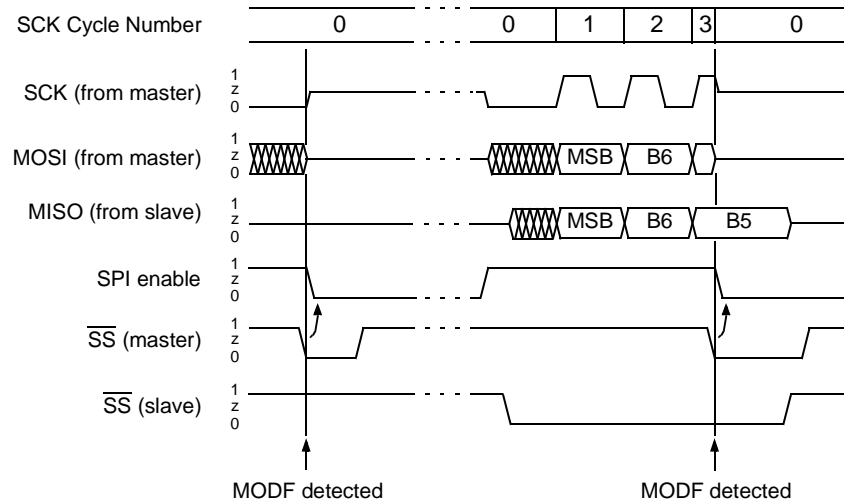 SCK Cycle Number 0 0 1 2 3 0
SCK (from master) 1 z 0
MOSI (from master) 1 z 0 MSB B6
MISO (from slave) 1 z 0 MSB B6 B5
SPI enable 1 z 0
SS (master) 1 z 0
SS (slave) 1 z 0
MODF detected MODF detected